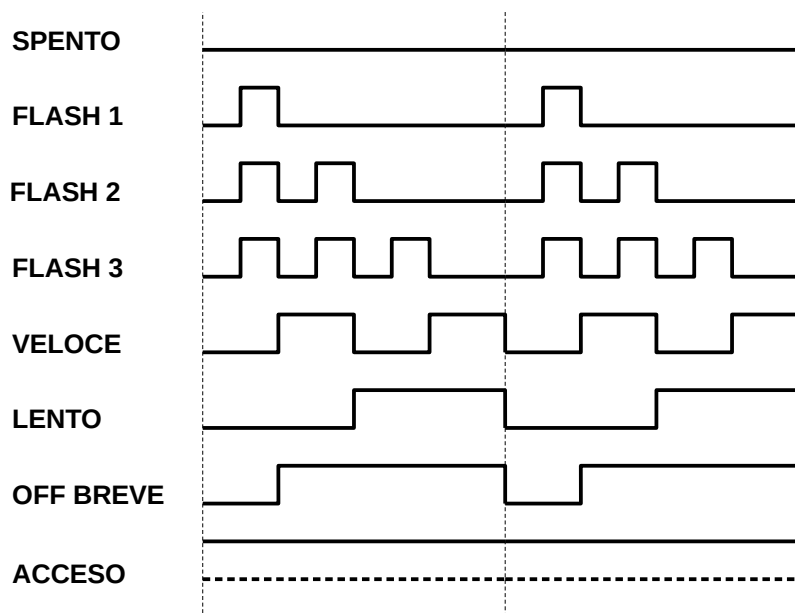 SPENTO
FLASH 1
FLASH 2
FLASH 3
VELOCE
LENTO
OFF BREVE
ACCESO